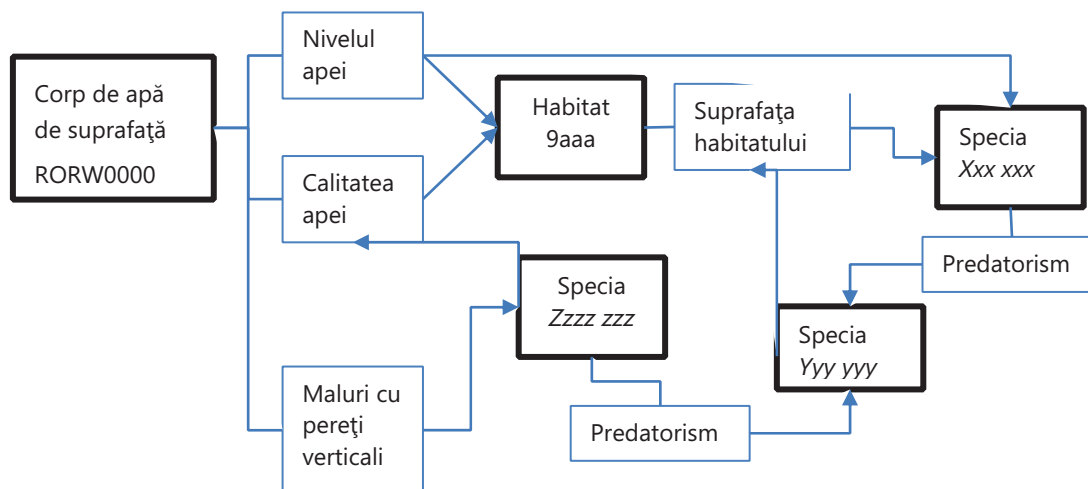 Corp de apă
de suprafaţă
RORW0000
Nivelul
apei
Calitatea
apei
Maluri cu
pereţi
verticali
Habitat
9aaa
Suprafaţa
habitatului
Specia
Xxx xxx
Predatorism
Specia
Zzzz zzz
Specia
Yyy yyy
Predatorism